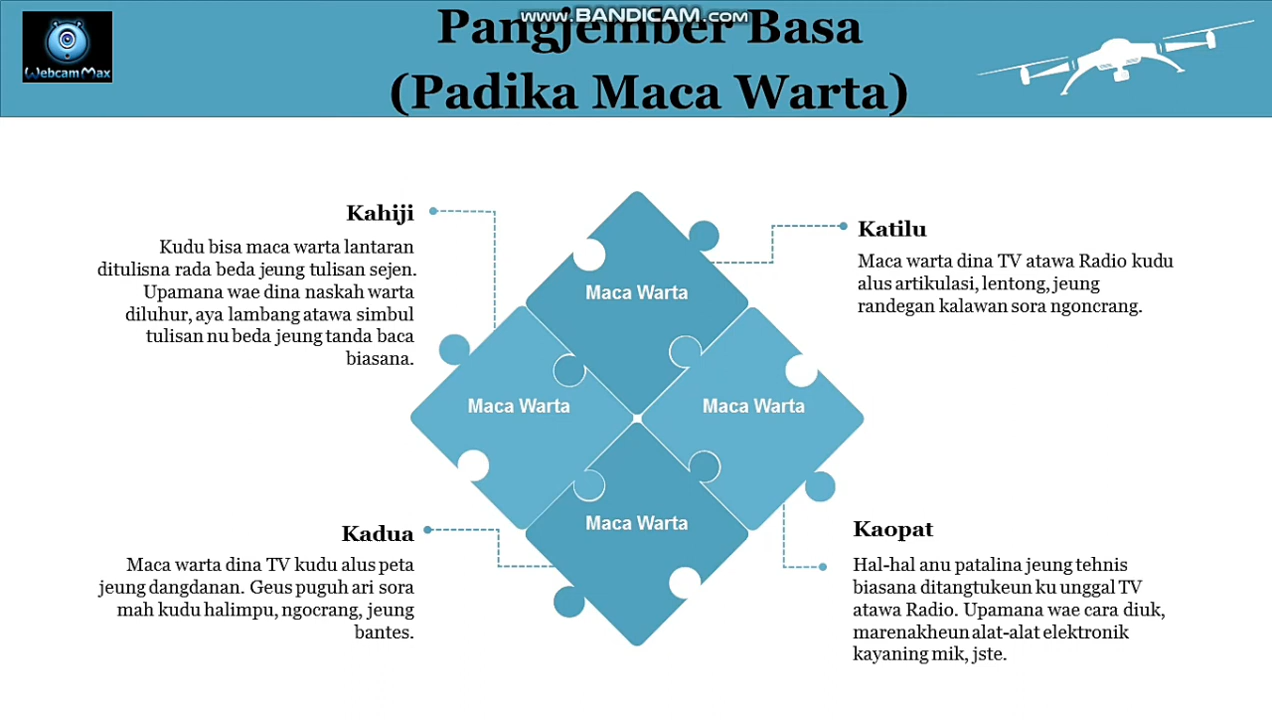 www.BANDICAM.com
WebcamMax
Pangjember Basa
(Padika Maca Warta)
Kahiji
Kudu bisa maca warta lantaran
ditulisna rada beda jeung tulisan sejen.
Upamana wae dina naskah warta
diluhur, aya lambang atawa simbul
tulisan nu beda jeung tanda baca
biasana.
Katilu
Maca warta dina TV atawa Radio kudu
alus artikulasi, lentong, jeung
randegan kalawan sora ngoncrang.
Maca Warta
Maca Warta
Maca Warta
Maca Warta
Kadua
Maca warta dina TV kudu alus peta
jeung dangdanan. Geus puguh ari sora
mah kudu halimpu, ngocrang, jeung
bantes.
Kaopat
Hal-hal anu patalina jeung tehnis
biasana ditangtukeun ku unggal TV
atawa Radio. Upamana wae cara diuk,
marenakheun alat-alat elektronik
kayaning mik, jste.